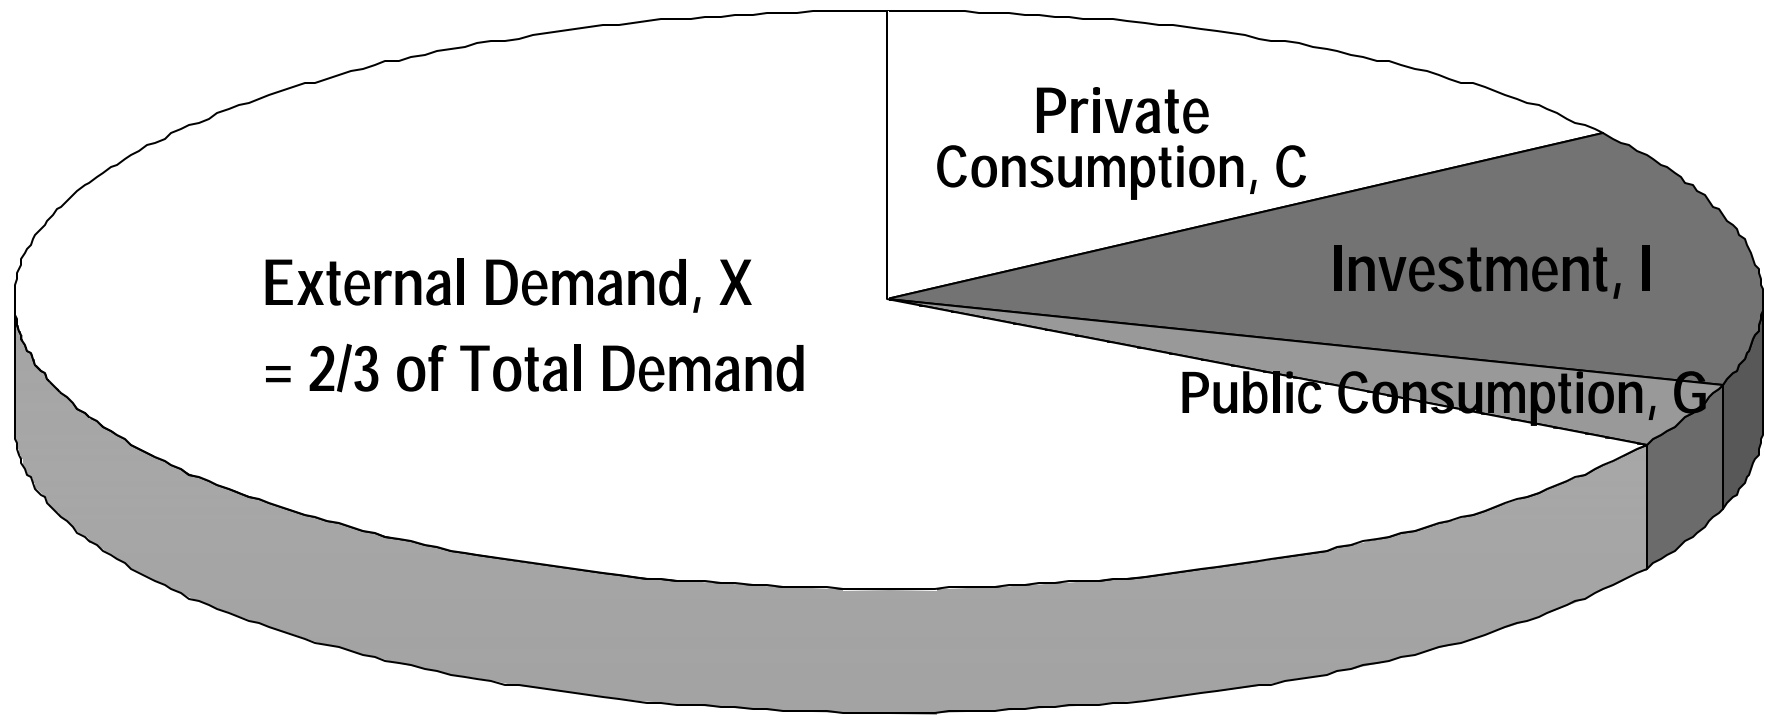 Private
Consumption, C
Investment, I
External Demand, X
= 2/3 of Total Demand
Public Consumption, G